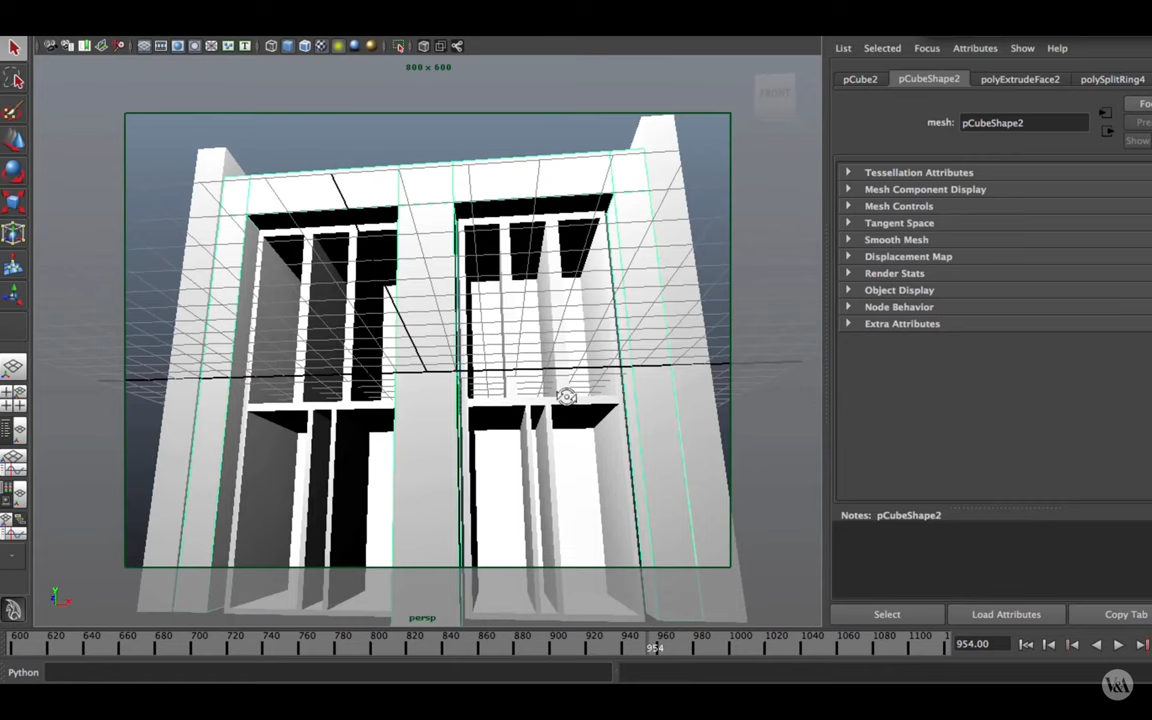 800 x 600
FRONT
persp
List Selected Focus Attributes Show Help
pCube2 pCubeShape2 polyExtrudeFace2 polySplitRing4
mesh: pCubeShape2
Tessellation Attributes
Mesh Component Display
Mesh Controls
Tangent Space
Smooth Mesh
Displacement Map
Render Stats
Object Display
Node Behavior
Extra Attributes
Notes: pCubeShape2
Select Load Attributes Copy Tab
600 620 640 660 680 700 720 740 760 780 800 820 840 860 880 900 920 940 960 980 1000 1020 1040 1060 1080 1100 1
954
954.00
Python
V&A